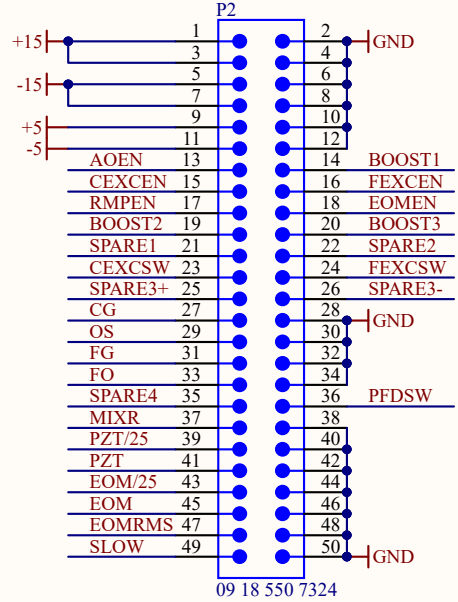 P2
+15 1 2 GND
3 4
-15 5 6
7 8
+5 9 10
-5 11 12
AOEN 13 14 BOOST1
CEXCEN 15 16 FEXCEN
RMPEN 17 18 EOMEN
BOOST2 19 20 BOOST3
SPARE1 21 22 SPARE2
CEXCSW 23 24 FEXCSW
SPARE3+ 25 26 SPARE3-
CG 27 28 GND
OS 29 30
FG 31 32
FO 33 34
SPARE4 35 36 PFDSW
MIXR 37 38
PZT/25 39 40
PZT 41 42
EOM/25 43 44
EOM 45 46
EOMRMS 47 48
SLOW 49 50 GND
09 18 550 7324